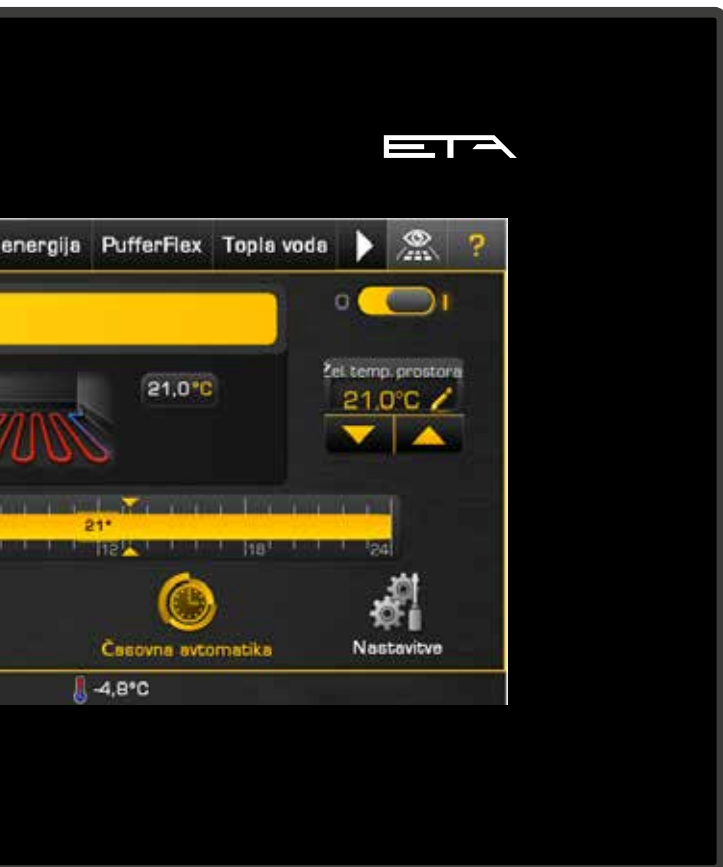 ETA
energija PufferFlex Topla voda ?
O I
Žel. temp. prostora
21,0°C
21,0°C
21°
12 18 24
Časovna avtomatika Nastavitve
-4,8°C